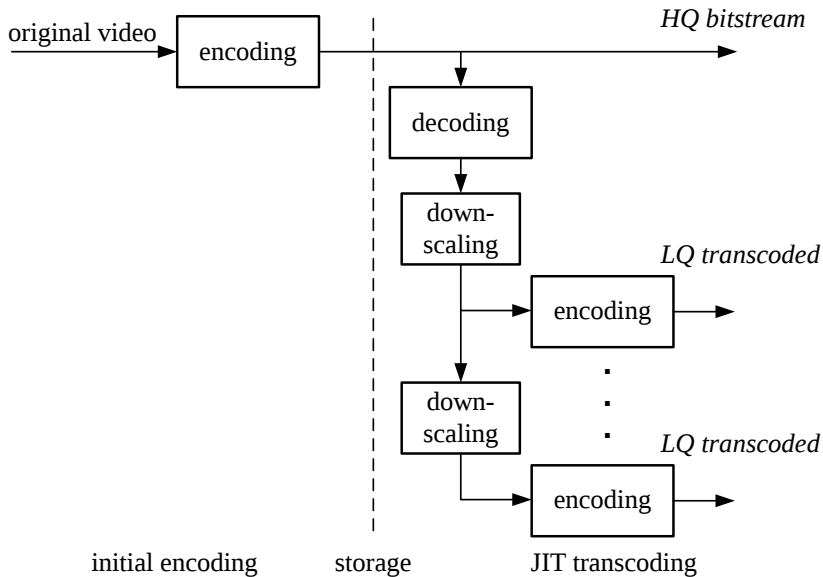 HQ bitstream
original video
encoding
decoding
down-
scaling
LQ transcoded
encoding
down-
scaling
LQ transcoded
encoding
initial encoding
storage
JIT transcoding